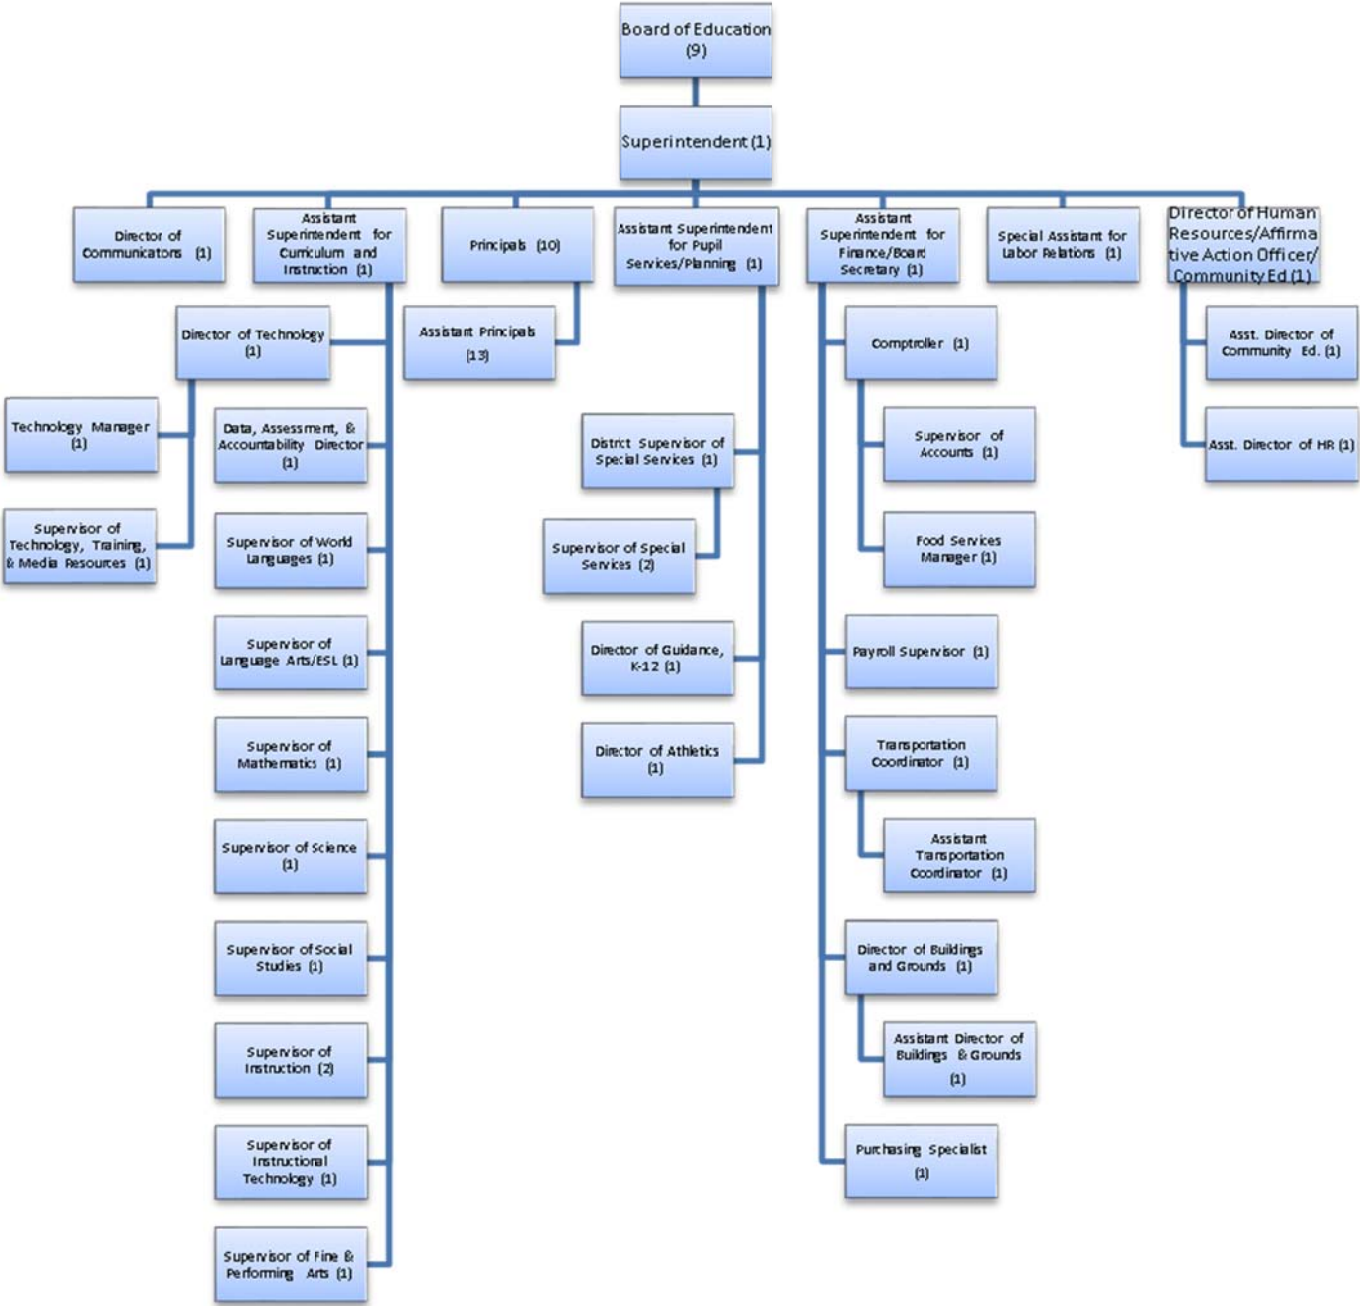 Board of Education
(9)
Superintendent (1)
Director of
Communicatons (1)
Assistant
Superintendent for
Curriculum and
Instruction (1)
Principals (10)
Assistant Superintendent
for Pupil
Services/Planning (1)
Assistant
Superintendent for
Finance/Board
Secretary (1)
Special Assistant for
Labor Relations (1)
Director of Human
Resources/Affirma
tive Action Officer/
Community Ed (1)
Director of Technology
(1)
Assistant Principals
(13)
Comptroller (1)
Asst. Director of
Community Ed. (1)
Technology Manager
(1)
Data, Assessment, &
Accountability Director
(1)
District Supervisor of
Special Services (1)
Supervisor of
Accounts (1)
Asst. Director of HR (1)
Supervisor of
Technology, Training,
& Media Resources (1)
Supervisor of World
Languages (1)
Supervisor of Special
Services (2)
Food Services
Manager (1)
Supervisor of
Language Arts/ESL (1)
Director of Guidance,
K-12 (1)
Payroll Supervisor (1)
Supervisor of
Mathematics (1)
Director of Athletics
(1)
Transportation
Coordinator (1)
Supervisor of Science
(1)
Assistant
Transportation
Coordinator (1)
Supervisor of Social
Studies (1)
Director of Buildings
and Grounds (1)
Supervisor of
Instruction (2)
Assistant Director of
Buildings & Grounds
(1)
Supervisor of
Instructional
Technology (1)
Purchasing Specialist
(1)
Supervisor of Fine &
Performing Arts (1)